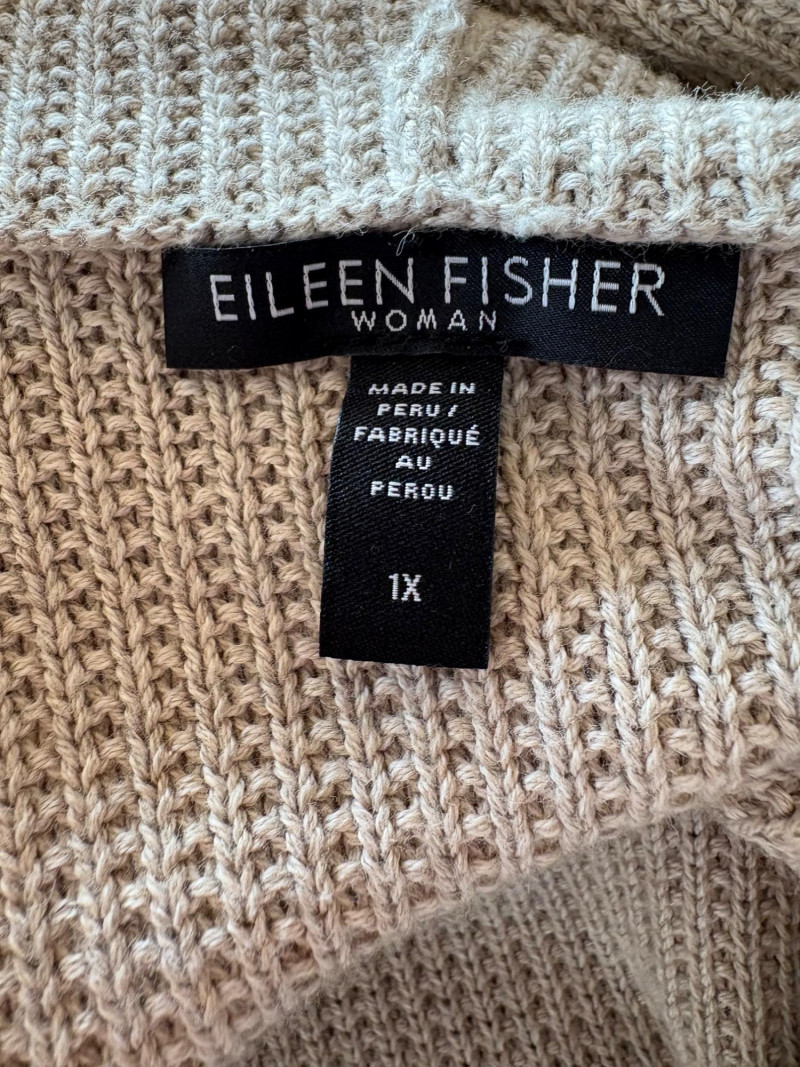 EILEEN FISHER
WOMAN
MADE IN
PERU /
FABRIQUÉ
AU
PEROU
1X